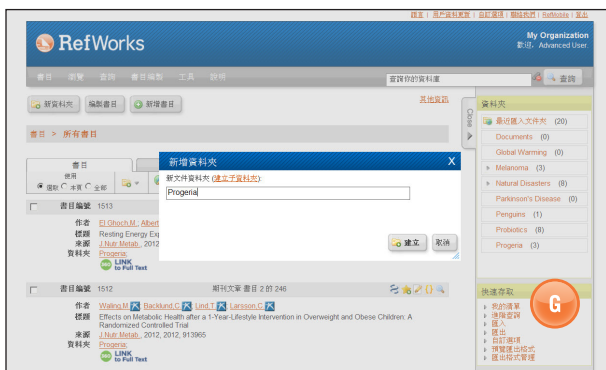 語言 | 用戶資料更新 | 自訂選項 | 聯絡我們 | RefMobile | 登出
RefWorks
My Organization
歡迎, Advanced User.
書目 瀏覽 查詢 書目編製 工具 說明
查詢你的資料庫
查詢
新資料夾 編製書目 新增書目
其他資訊
Close
資料夾
最近匯入文件夾 (20)
Documents (0)
Global Warming (0)
Melanoma (3)
Natural Disasters (8)
Parkinson's Disease (0)
Penguins (1)
Probiotics (8)
Progeria (3)
書目 > 所有書目
書目
使用
選取 本頁 全部
新增資料夾 X
新文件資料夾 (建立子資料夾):
Progeria
建立 取消
書目編號 1513
作者 El Ghoch,M.; Albert
標題 Resting Energy Exp
來源 J.Nutr.Metab., 2012
資料夾 Progeria;
LINK
to Full Text
書目編號 1512 期刊文章 書目 2 的 246
作者 Waling,M; Backlund,C; Lind,T; Larsson,C
標題 Effects on Metabolic Health after a 1-Year-Lifestyle Intervention in Overweight and Obese Children: A
Randomized Controlled Trial
來源 J.Nutr.Metab., 2012, 2012, 913965
資料夾 Progeria;
LINK
to Full Text
快速存取
我的清單
進階查詢
匯入
匯出
自訂選項
預覽匯出格式
匯出格式管理
G